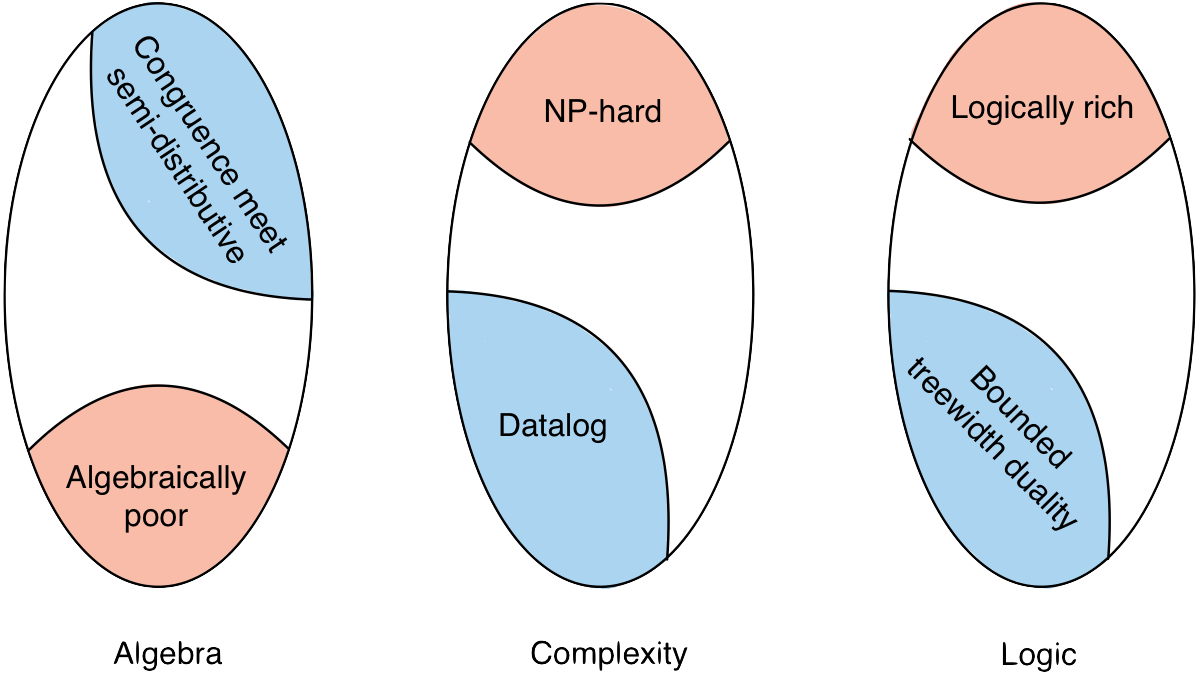 Congruence meet
semi-distributive
Algebraically
poor
Algebra
NP-hard
Datalog
Complexity
Logically rich
Bounded
treewidth duality
Logic